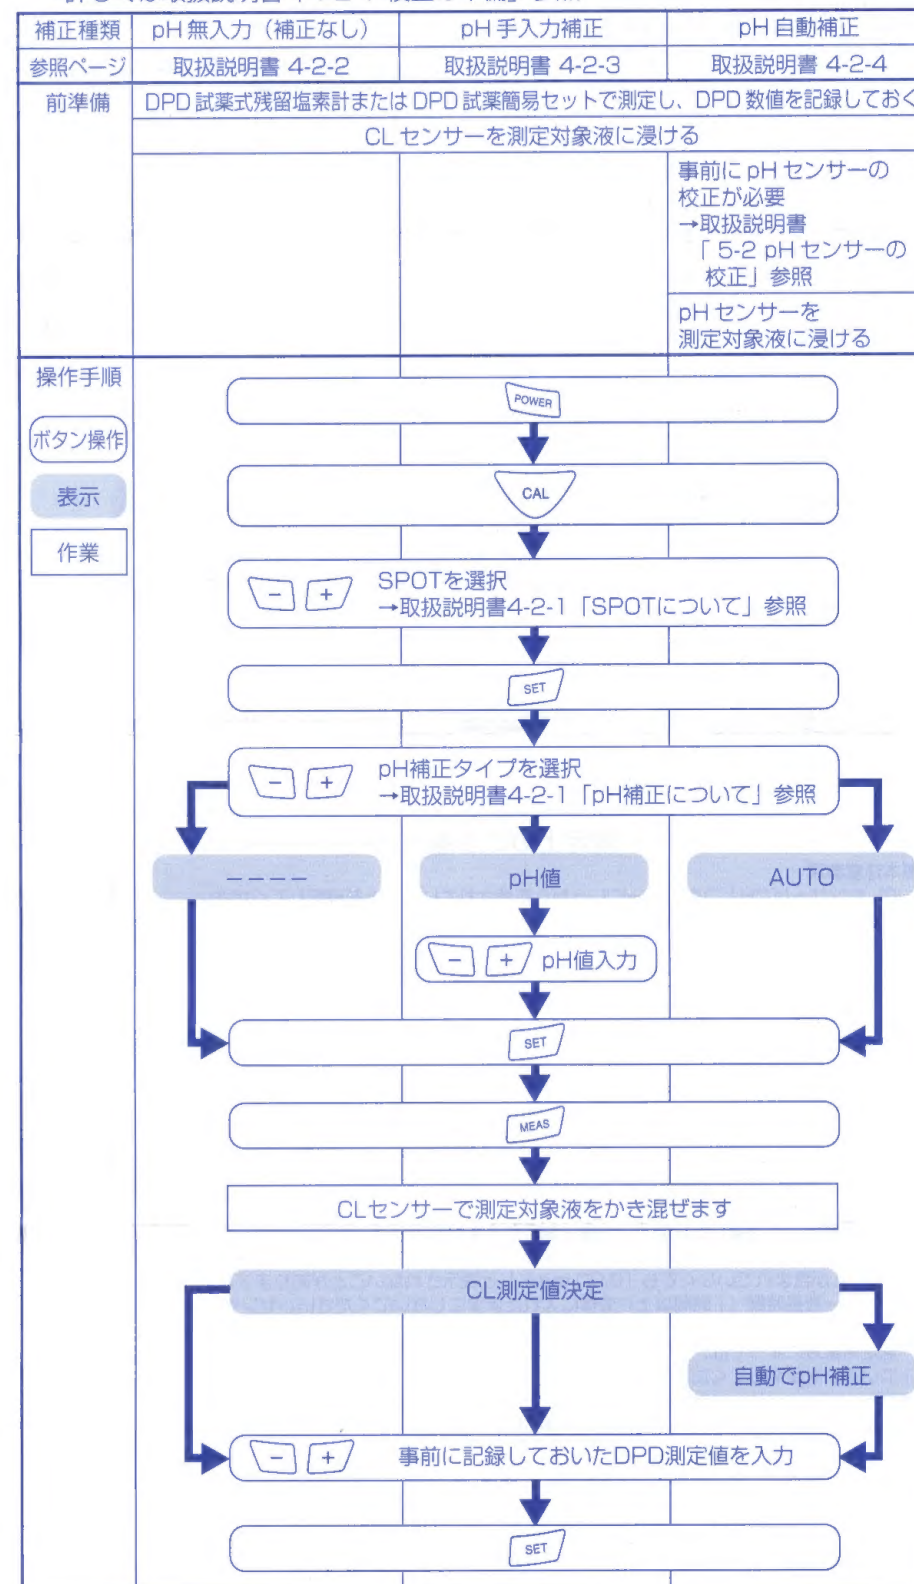 補正種類 pH 無入力（補正なし） pH 手入力補正 pH 自動補正
参照ページ 取扱説明書 4-2-2 取扱説明書 4-2-3 取扱説明書 4-2-4
前準備 DPD 試薬式残留塩素計または DPD 試薬簡易セットで測定し、DPD 数値を記録しておく
CL センサーを測定対象液に浸ける
事前に pH センサーの
校正が必要
→取扱説明書
「5-2 pH センサーの
校正」参照
pH センサーを
測定対象液に浸ける
操作手順
ボタン操作
表示
作業
POWER
CAL
− + SPOTを選択
→取扱説明書4-2-1「SPOTについて」参照
SET
− + pH補正タイプを選択
→取扱説明書4-2-1「pH補正について」参照
−−−− pH値 AUTO
− + pH値入力
SET
MEAS
CLセンサーで測定対象液をかき混ぜます
CL測定値決定
自動でpH補正
− + 事前に記録しておいたDPD測定値を入力
SET